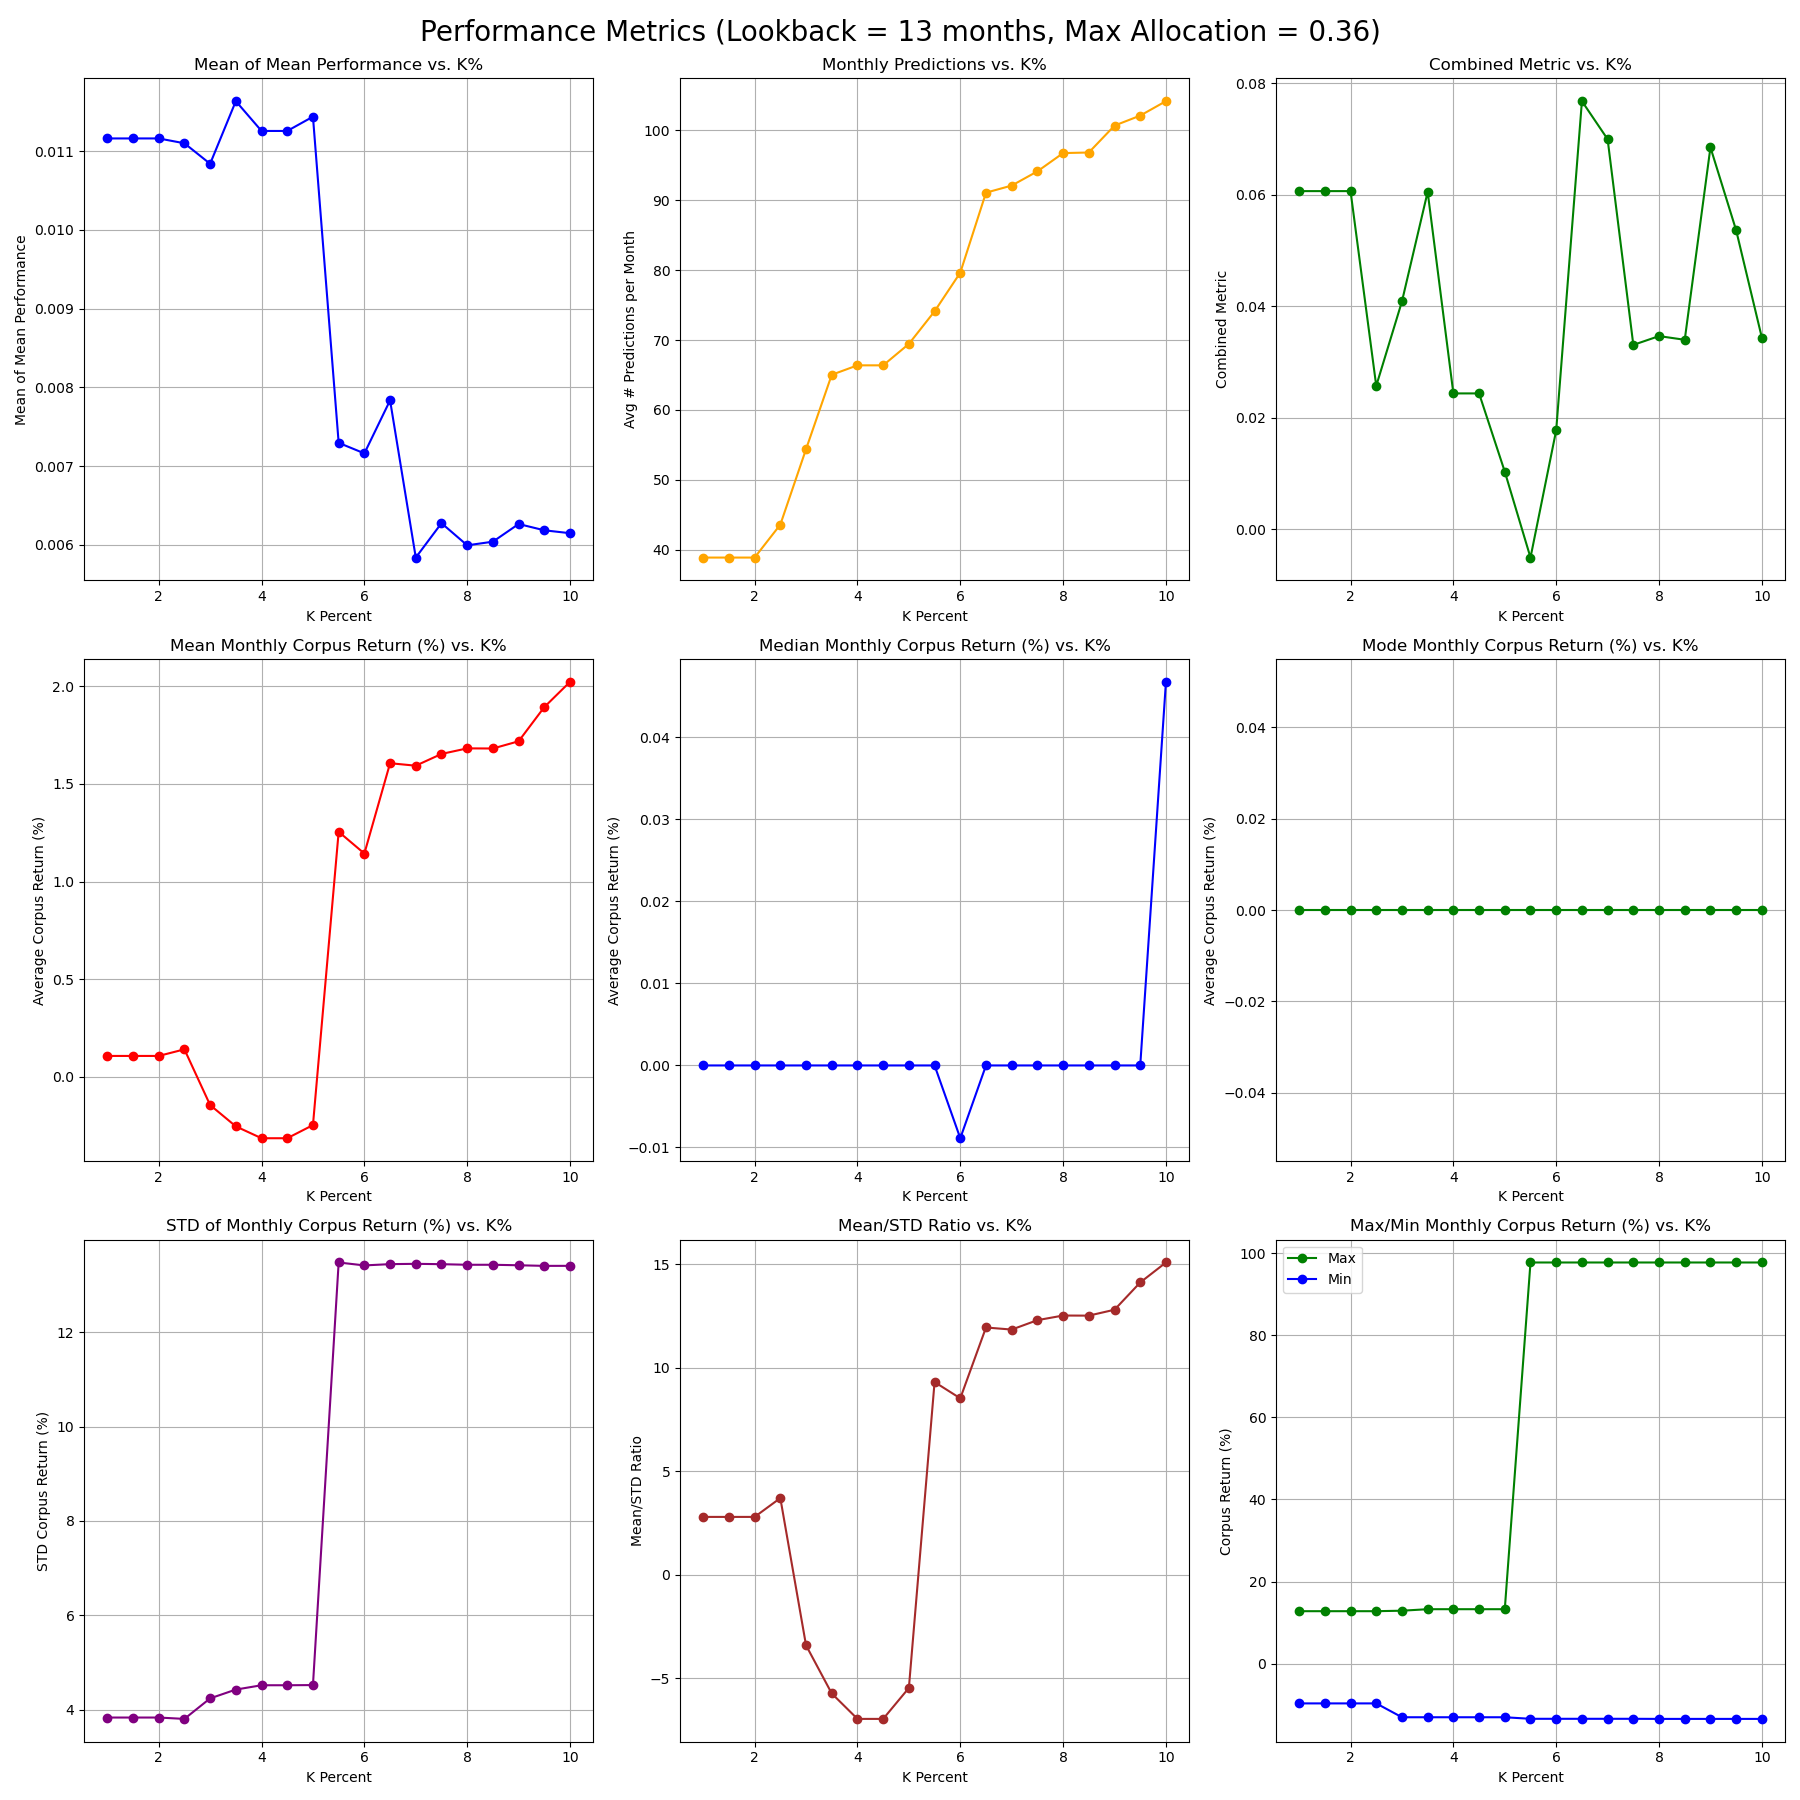 Performance Metrics (Lookback = 13 months, Max Allocation = 0.36)
Mean of Mean Performance vs. K%
Mean of Mean Performance
0.011
0.010
0.009
0.008
0.007
0.006
2 4 6 8 10
K Percent
Monthly Predictions vs. K%
Avg # Predictions per Month
100
90
80
70
60
50
40
2 4 6 8 10
K Percent
Combined Metric vs. K%
Combined Metric
0.08
0.06
0.04
0.02
0.00
2 4 6 8 10
K Percent
Mean Monthly Corpus Return (%) vs. K%
Average Corpus Return (%)
2.0
1.5
1.0
0.5
0.0
2 4 6 8 10
K Percent
Median Monthly Corpus Return (%) vs. K%
Average Corpus Return (%)
0.04
0.03
0.02
0.01
0.00
−0.01
2 4 6 8 10
K Percent
Mode Monthly Corpus Return (%) vs. K%
Average Corpus Return (%)
0.04
0.02
0.00
−0.02
−0.04
2 4 6 8 10
K Percent
STD of Monthly Corpus Return (%) vs. K%
STD Corpus Return (%)
12
10
8
6
4
2 4 6 8 10
K Percent
Mean/STD Ratio vs. K%
Mean/STD Ratio
15
10
5
0
−5
2 4 6 8 10
K Percent
Max/Min Monthly Corpus Return (%) vs. K%
Corpus Return (%)
Max
Min
100
80
60
40
20
0
2 4 6 8 10
K Percent